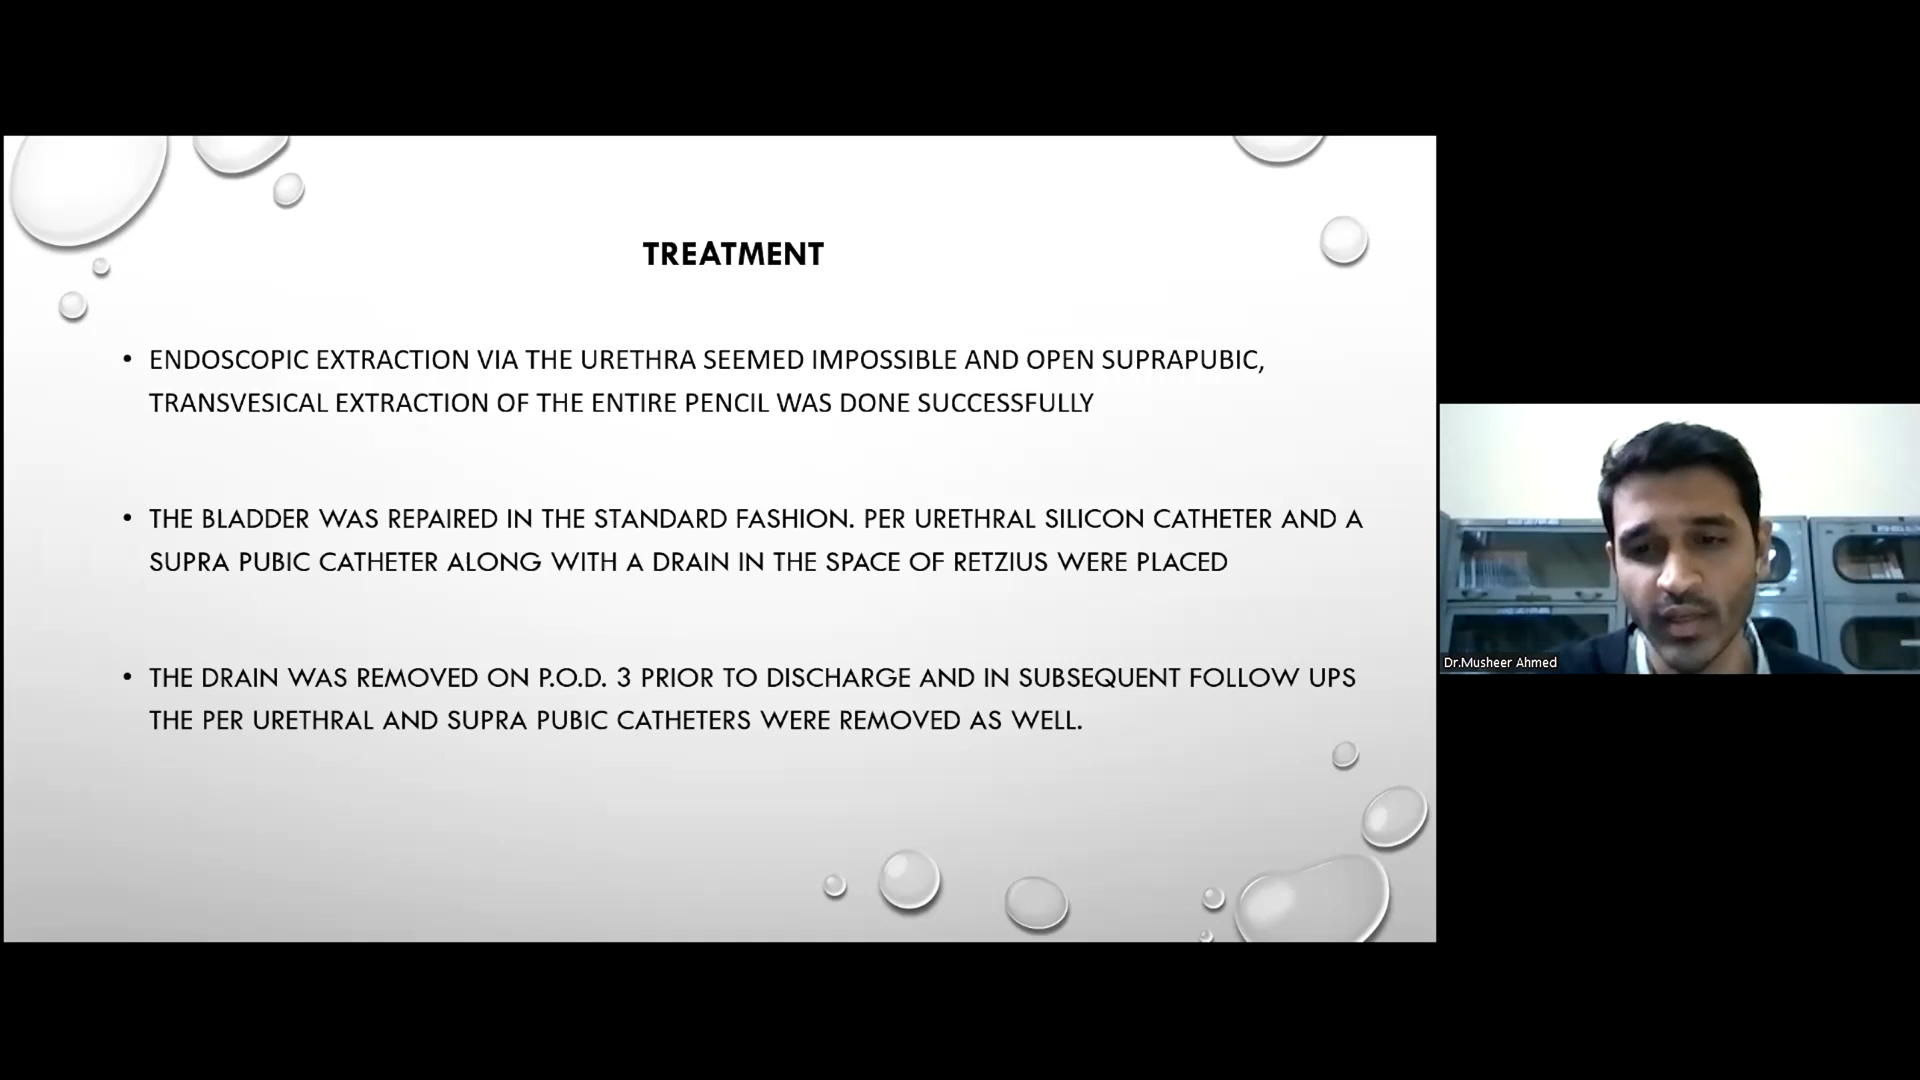 TREATMENT
• ENDOSCOPIC EXTRACTION VIA THE URETHRA SEEMED IMPOSSIBLE AND OPEN SUPRAPUBIC,
TRANSVESICAL EXTRACTION OF THE ENTIRE PENCIL WAS DONE SUCCESSFULLY
• THE BLADDER WAS REPAIRED IN THE STANDARD FASHION. PER URETHRAL SILICON CATHETER AND A
SUPRA PUBIC CATHETER ALONG WITH A DRAIN IN THE SPACE OF RETZIUS WERE PLACED
• THE DRAIN WAS REMOVED ON P.O.D. 3 PRIOR TO DISCHARGE AND IN SUBSEQUENT FOLLOW UPS
THE PER URETHRAL AND SUPRA PUBIC CATHETERS WERE REMOVED AS WELL.
Dr.Musheer Ahmed